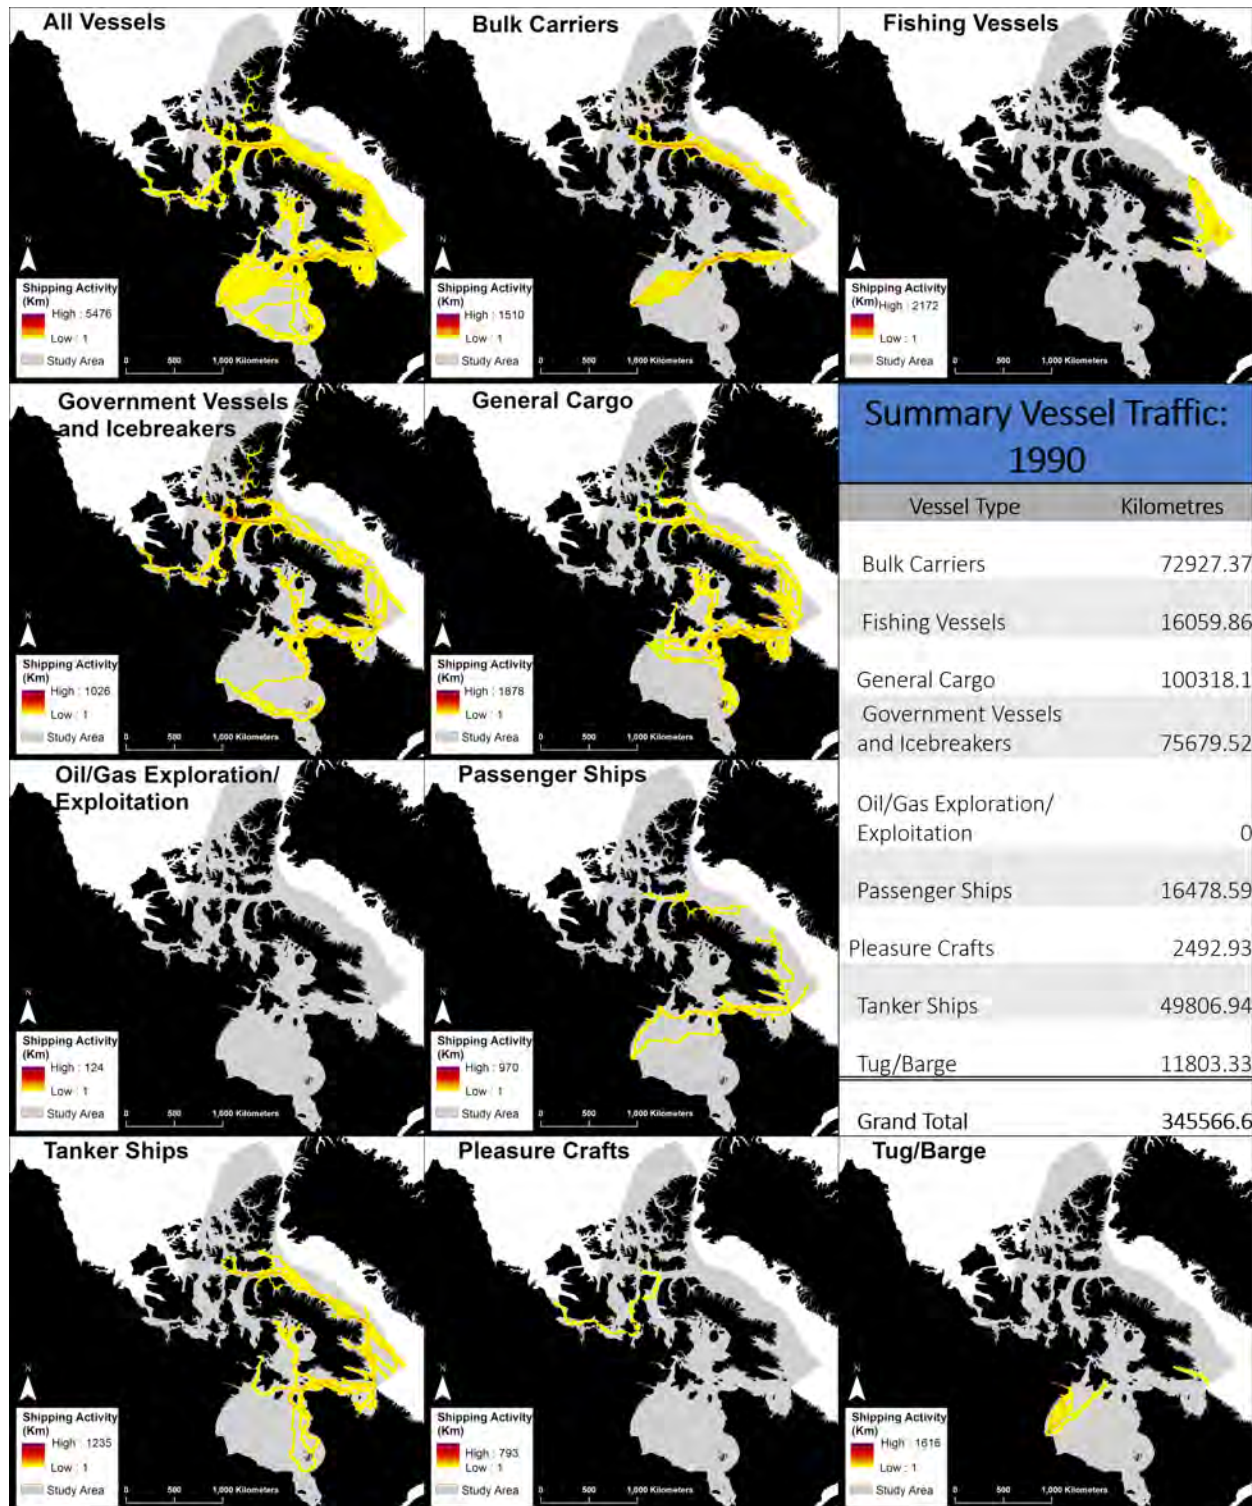 All Vessels
N
Shipping Activity
(Km)
High : 5476
Low : 1
Study Area
0 500 1,000 Kilometers
Bulk Carriers
N
Shipping Activity
(Km)
High : 1510
Low : 1
Study Area
0 500 1,000 Kilometers
Fishing Vessels
N
Shipping Activity
(Km)
High : 2172
Low : 1
Study Area
0 500 1,000 Kilometers
Government Vessels
and Icebreakers
N
Shipping Activity
(Km)
High : 1026
Low : 1
Study Area
0 500 1,000 Kilometers
General Cargo
N
Shipping Activity
(Km)
High : 1878
Low : 1
Study Area
0 500 1,000 Kilometers
Summary Vessel Traffic:
1990
Vessel Type Kilometres
Bulk Carriers 72927.37
Fishing Vessels 16059.86
General Cargo 100318.1
Government Vessels
and Icebreakers 75679.52
Oil/Gas Exploration/
Exploitation 0
Passenger Ships 16478.59
Pleasure Crafts 2492.93
Tanker Ships 49806.94
Tug/Barge 11803.33
Grand Total 345566.6
Oil/Gas Exploration/
Exploitation
N
Shipping Activity
(Km)
High : 124
Low : 1
Study Area
0 500 1,000 Kilometers
Passenger Ships
N
Shipping Activity
(Km)
High : 970
Low : 1
Study Area
0 500 1,000 Kilometers
Tanker Ships
N
Shipping Activity
(Km)
High : 1235
Low : 1
Study Area
0 500 1,000 Kilometers
Pleasure Crafts
N
Shipping Activity
(Km)
High : 793
Low : 1
Study Area
0 500 1,000 Kilometers
Tug/Barge
N
Shipping Activity
(Km)
High : 1616
Low : 1
Study Area
0 500 1,000 Kilometers